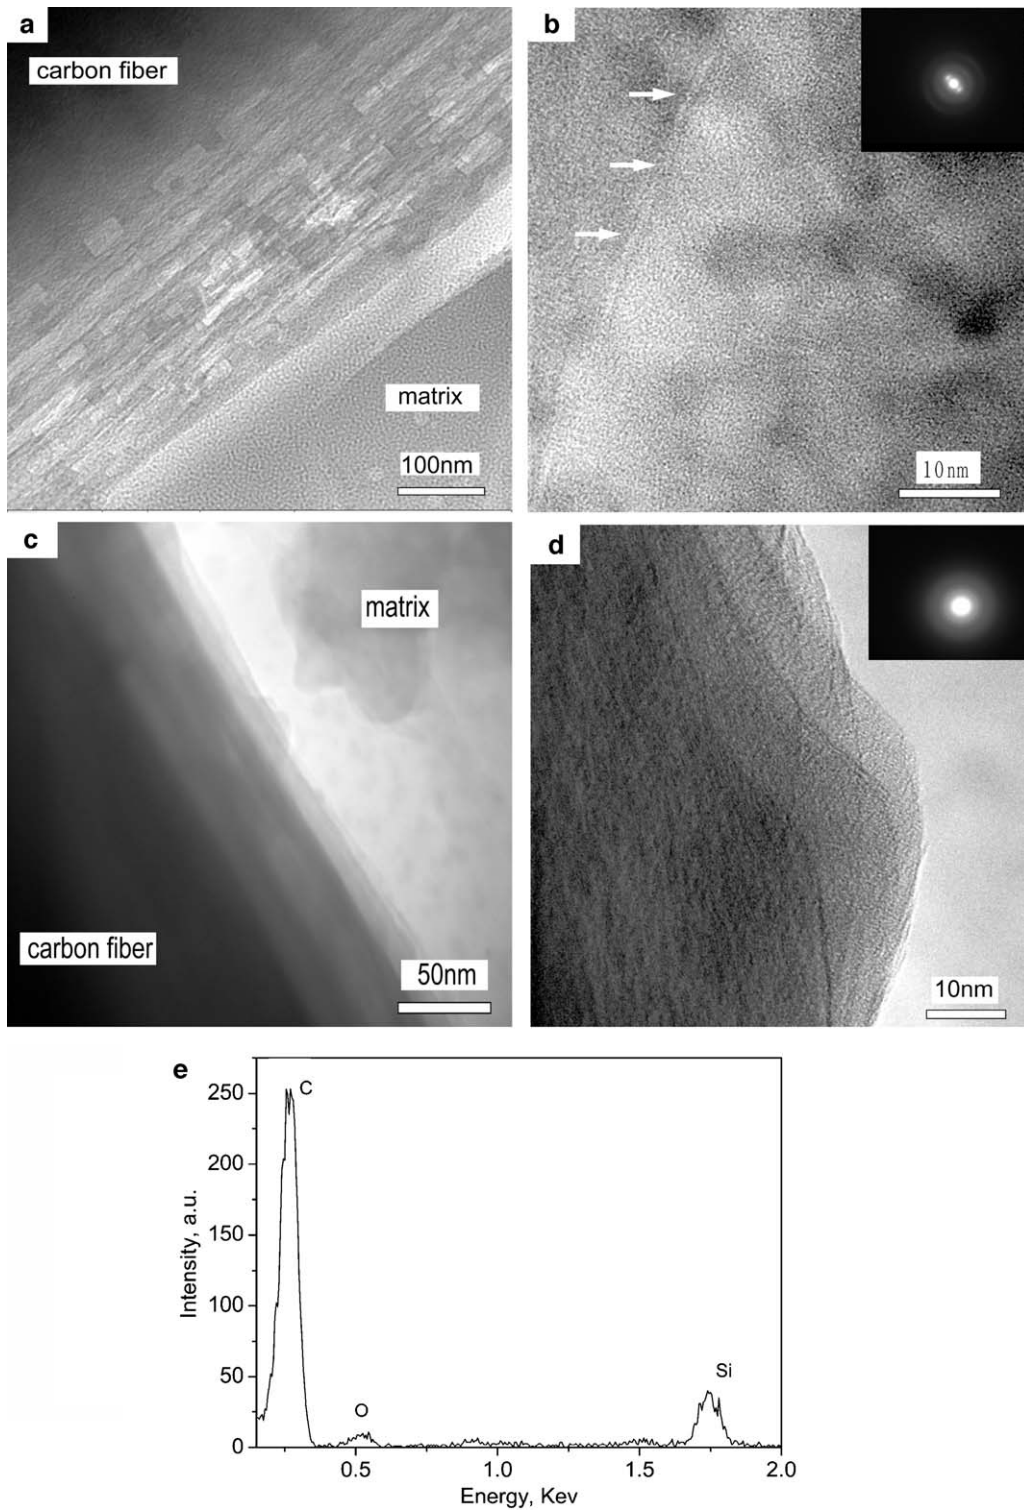 a
carbon fiber
matrix
100nm
b
10nm
c
matrix
carbon fiber
50nm
d
10nm
e
C
O
Si
250
200
150
100
50
0
Intensity, a.u.
0.5
1.0
1.5
2.0
Energy, Kev